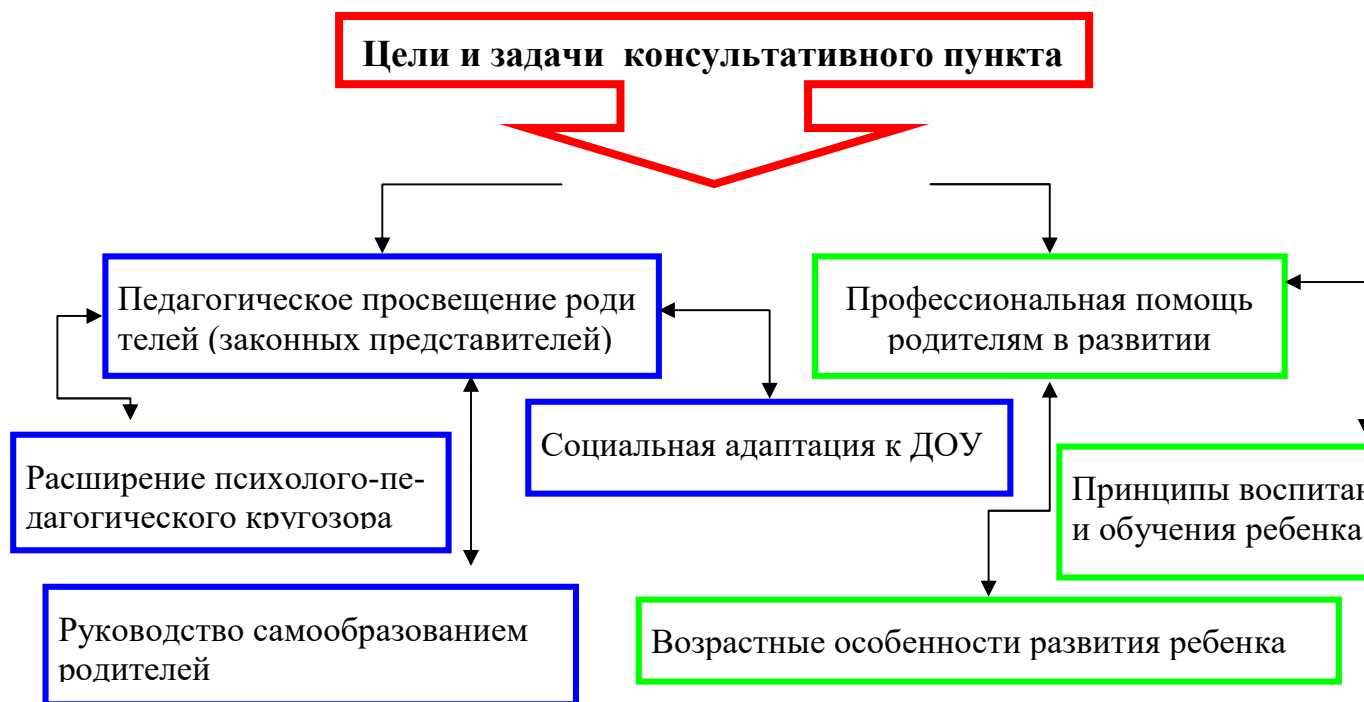 Цели и задачи консультативного пункта
Педагогическое просвещение роди
телей (законных представителей)
Профессиональная помощь
родителям в развитии
Социальная адаптация к ДОУ
Расширение психолого-пе-
дагогического кругозора
Принципы
и обучения ребенка
Руководство самообразованием
родителей
Возрастные особенности развития ребенка